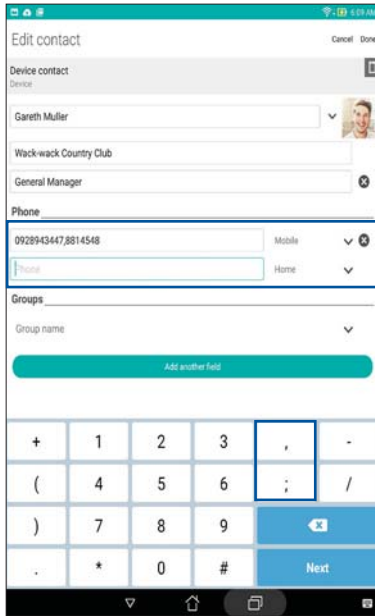 6:09 AM
Edit contact
Cancel Done
Device contact
Device
Gareth Muller
Wack-wack Country Club
General Manager
Phone
0928943447,8814548 Mobile
Phone Home
Groups
Group name
Add another field
+ 1 2 3 , -
( 4 5 6 ; /
) 7 8 9
. * 0 # Next